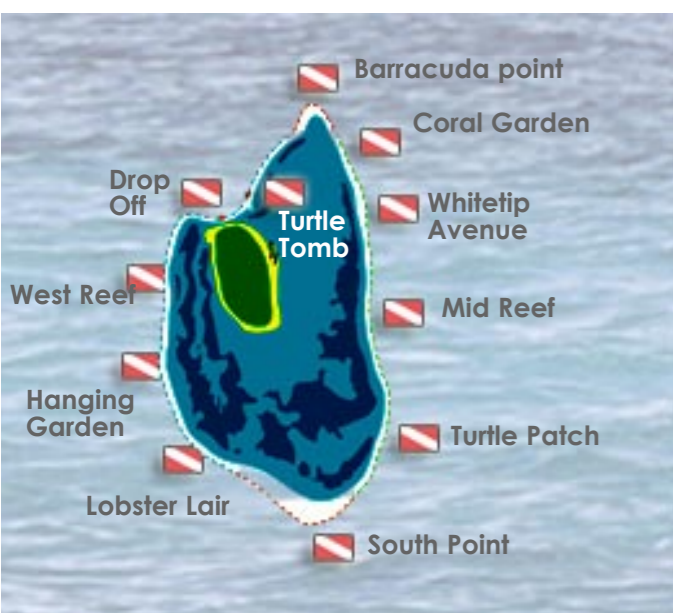 Barracuda point
Coral Garden
Drop
Off
Turtle
Tomb
Whitetip
Avenue
West Reef
Mid Reef
Hanging
Garden
Turtle Patch
Lobster Lair
South Point